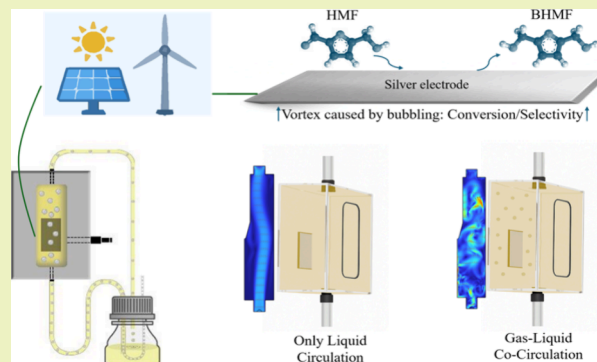 HMF
BHMF
Silver electrode
↑Vortex caused by bubbling: Conversion/Selectivity↑
Only Liquid
Circulation
Gas-Liquid
Co-Circulation